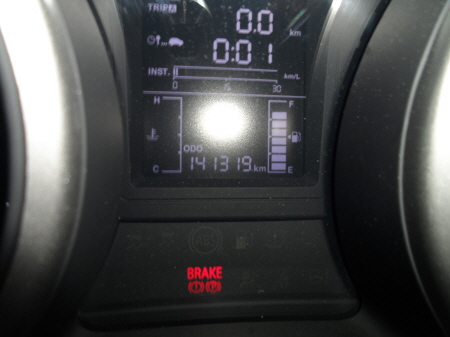 TRIP A
0.0 km
0:01
INST.
km/L
0 15 30
H F
ODO
141319 km
C E
BRAKE